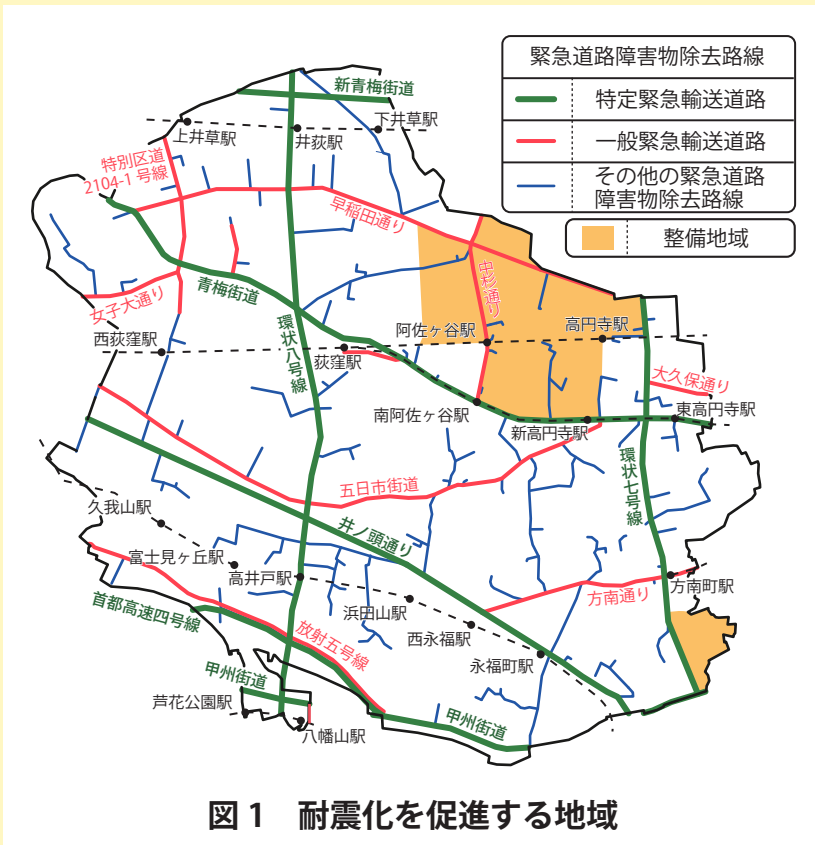 緊急道路障害物除去路線
特定緊急輸送道路
一般緊急輸送道路
その他の緊急道路
障害物除去路線
整備地域
新青梅街道
上井草駅
井荻駅
下井草駅
特別区道
2104-1 号線
早稲田通り
中杉通り
女子大通り
青梅街道
環状八号線
西荻窪駅
荻窪駅
阿佐ヶ谷駅
高円寺駅
大久保通り
南阿佐ヶ谷駅
新高円寺駅
東高円寺駅
五日市街道
環状七号線
久我山駅
井ノ頭通り
富士見ヶ丘駅
高井戸駅
方南町駅
首都高速四号線
浜田山駅
方南通り
放射五号線
西永福駅
永福町駅
甲州街道
芦花公園駅
八幡山駅
甲州街道
図 1 耐震化を促進する地域